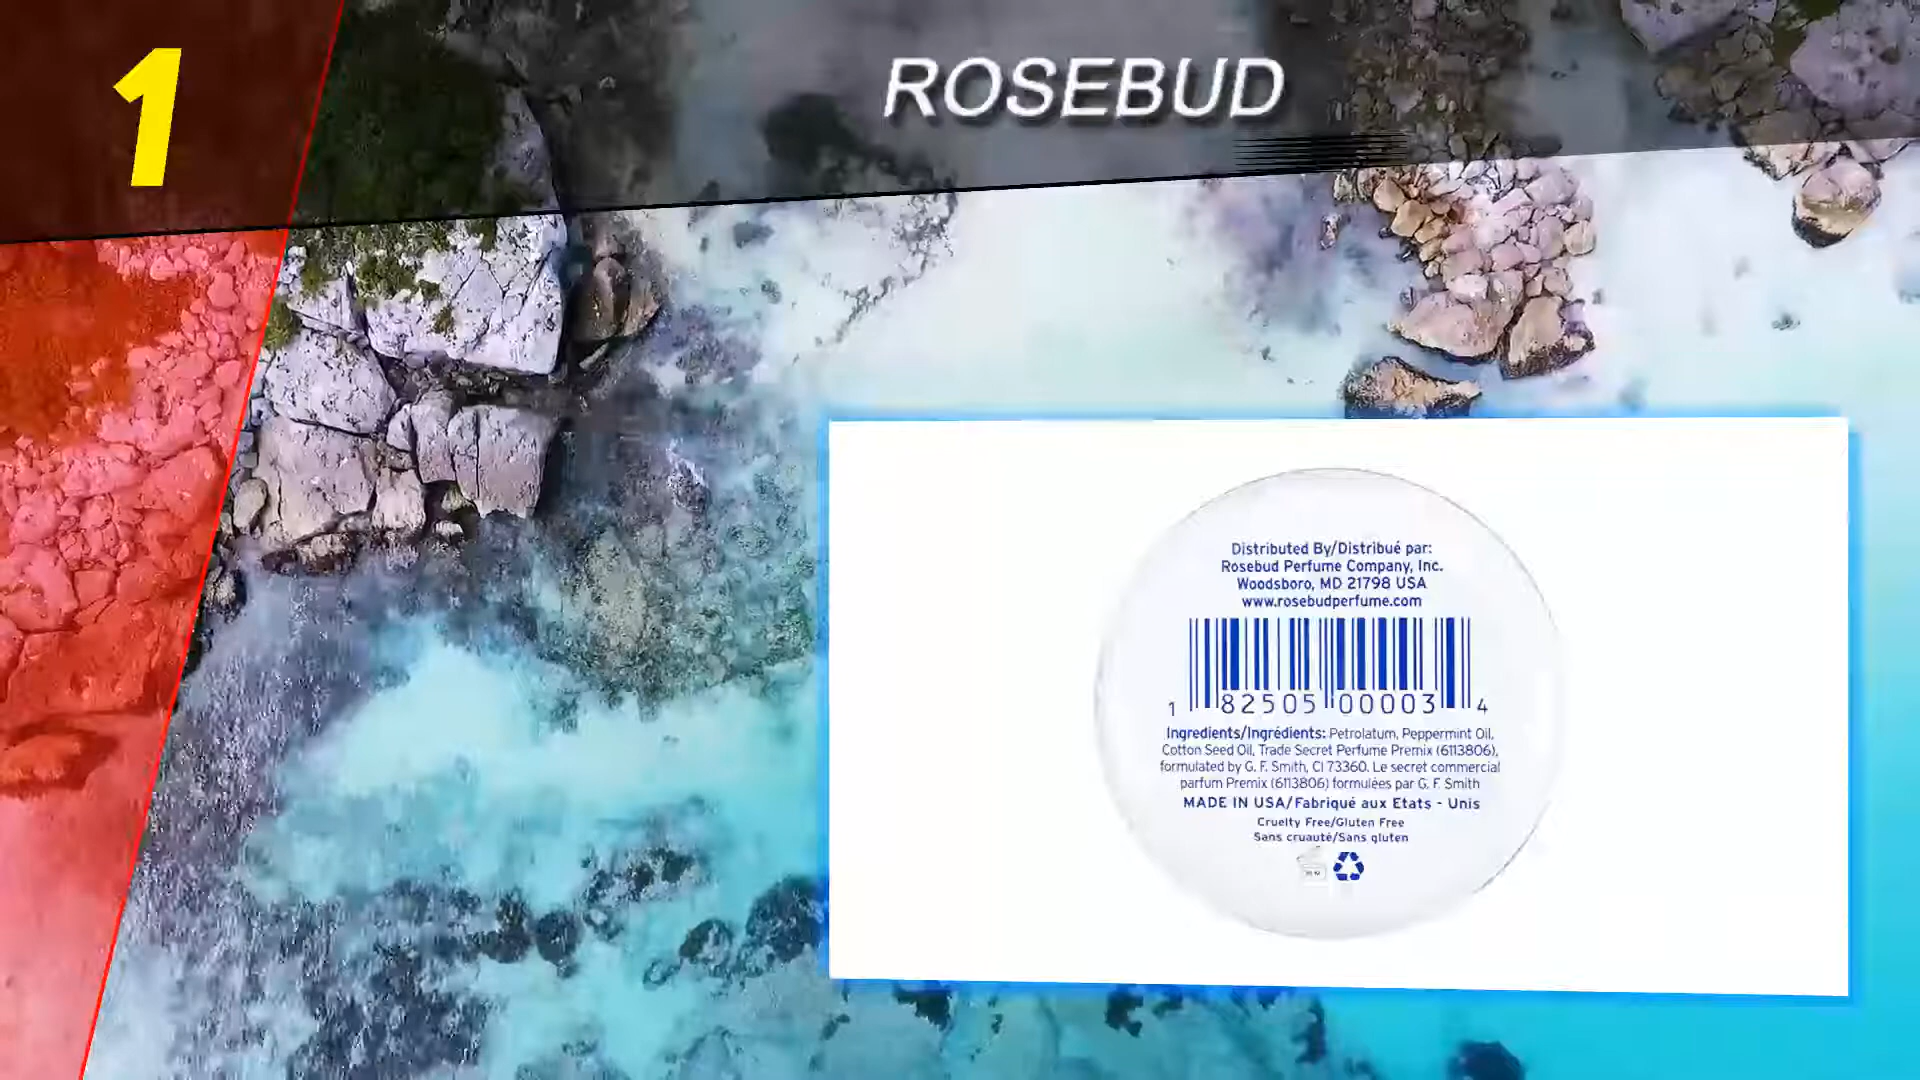 1
ROSEBUD
Distributed By/Distribué par:
Rosebud Perfume Company, Inc.
Woodsboro, MD 21798 USA
www.rosebudperfume.com
1 82505 00003 4
Ingredients/Ingrédients: Petrolatum, Peppermint Oil,
Cotton Seed Oil, Trade Secret Perfume Premix (6113806),
formulated by G. F. Smith, CI 73360. Le secret commercial
parfum Premix (6113806) formulées par G. F. Smith
MADE IN USA/Fabriqué aux Etats - Unis
Cruelty Free/Gluten Free
Sans cruauté/Sans gluten